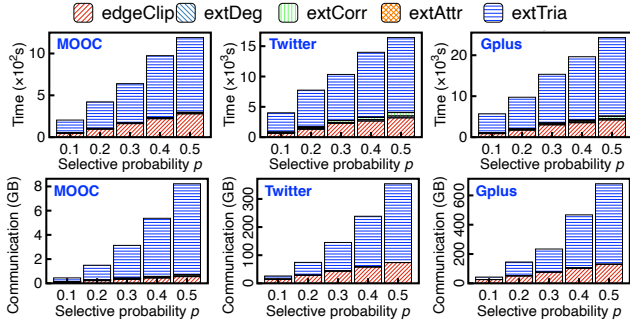 edgeClip extDeg extCorr extAttr extTria
MOOC
Time (×10²s)
10
5
0
0.1 0.2 0.3 0.4 0.5
Selective probability p
Twitter
Time (×10³s)
15
10
5
0
0.1 0.2 0.3 0.4 0.5
Selective probability p
Gplus
Time (×10³s)
20
10
0
0.1 0.2 0.3 0.4 0.5
Selective probability p
MOOC
Communication (GB)
8
6
4
2
0
0.1 0.2 0.3 0.4 0.5
Selective probability p
Twitter
Communication (GB)
300
200
100
0
0.1 0.2 0.3 0.4 0.5
Selective probability p
Gplus
Communication (GB)
600
400
200
0
0.1 0.2 0.3 0.4 0.5
Selective probability p